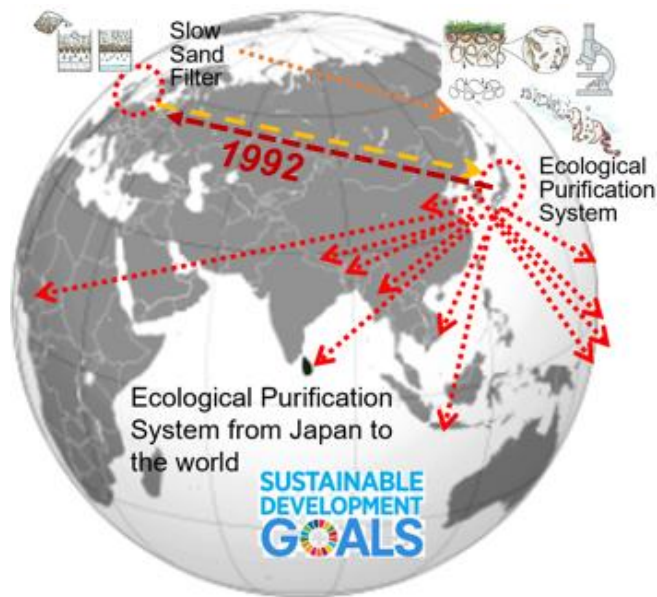 Slow
Sand
Filter
1992
Ecological
Purification
System
Ecological Purification
System from Japan to
the world
SUSTAINABLE
DEVELOPMENT
GOALS